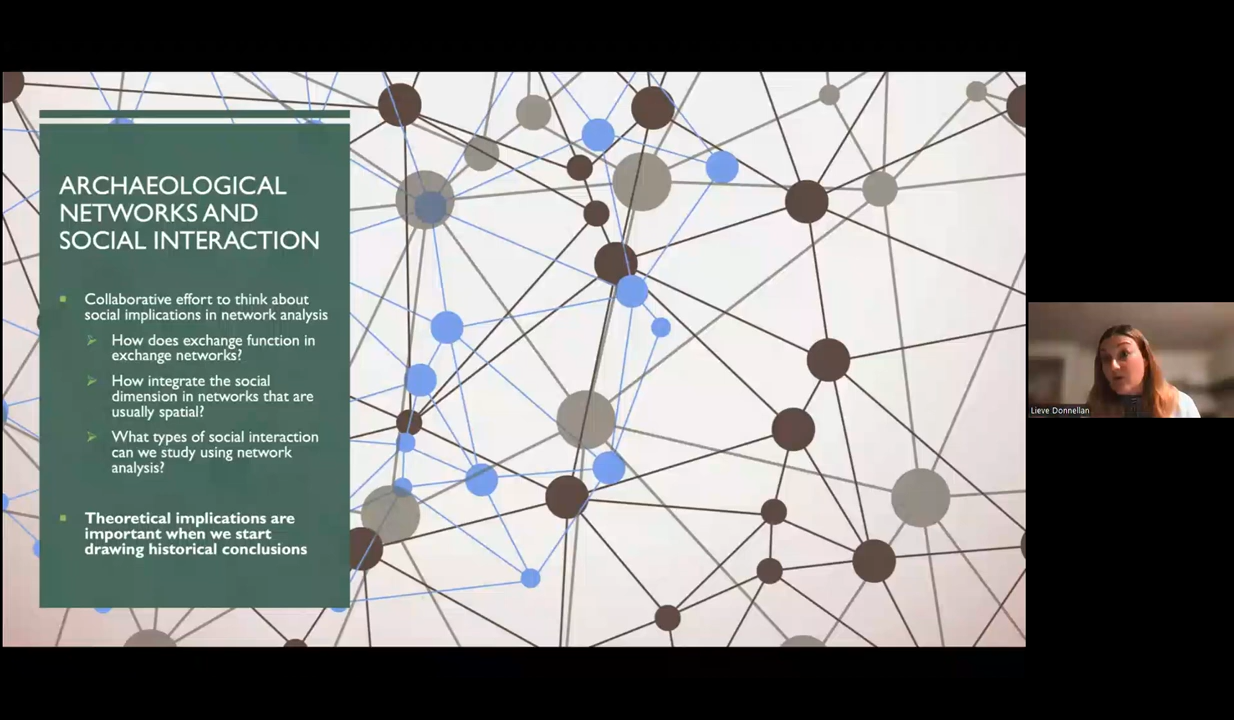 ARCHAEOLOGICAL
NETWORKS AND
SOCIAL INTERACTION
Collaborative effort to think about
social implications in network analysis
How does exchange function in
exchange networks?
How integrate the social
dimension in networks that are
usually spatial?
What types of social interaction
can we study using network
analysis?
Theoretical implications are
important when we start
drawing historical conclusions
Lieve Donnellan